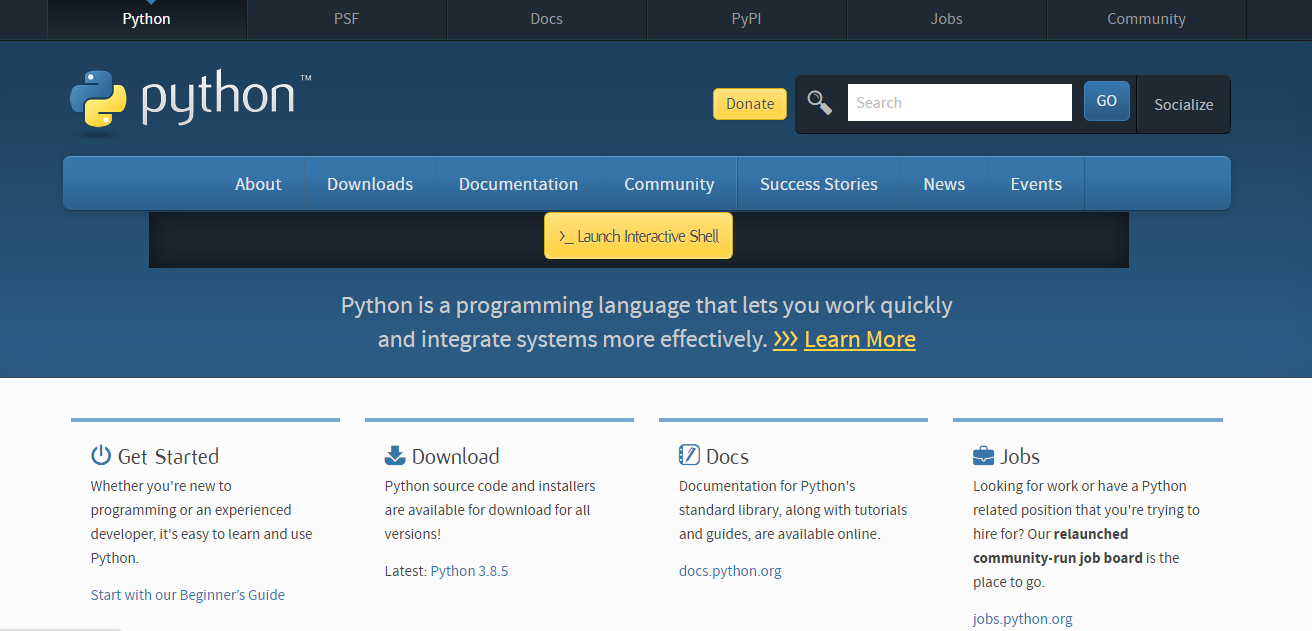 Python PSF Docs PyPI Jobs Community
python™
Donate Search GO Socialize
About Downloads Documentation Community Success Stories News Events
>_ Launch Interactive Shell
Python is a programming language that lets you work quickly
and integrate systems more effectively. >>> Learn More
Get Started
Whether you're new to
programming or an experienced
developer, it's easy to learn and use
Python.
Start with our Beginner's Guide
Download
Python source code and installers
are available for download for all
versions!
Latest: Python 3.8.5
Docs
Documentation for Python's
standard library, along with tutorials
and guides, are available online.
docs.python.org
Jobs
Looking for work or have a Python
related position that you're trying to
hire for? Our relaunched
community-run job board is the
place to go.
jobs.python.org